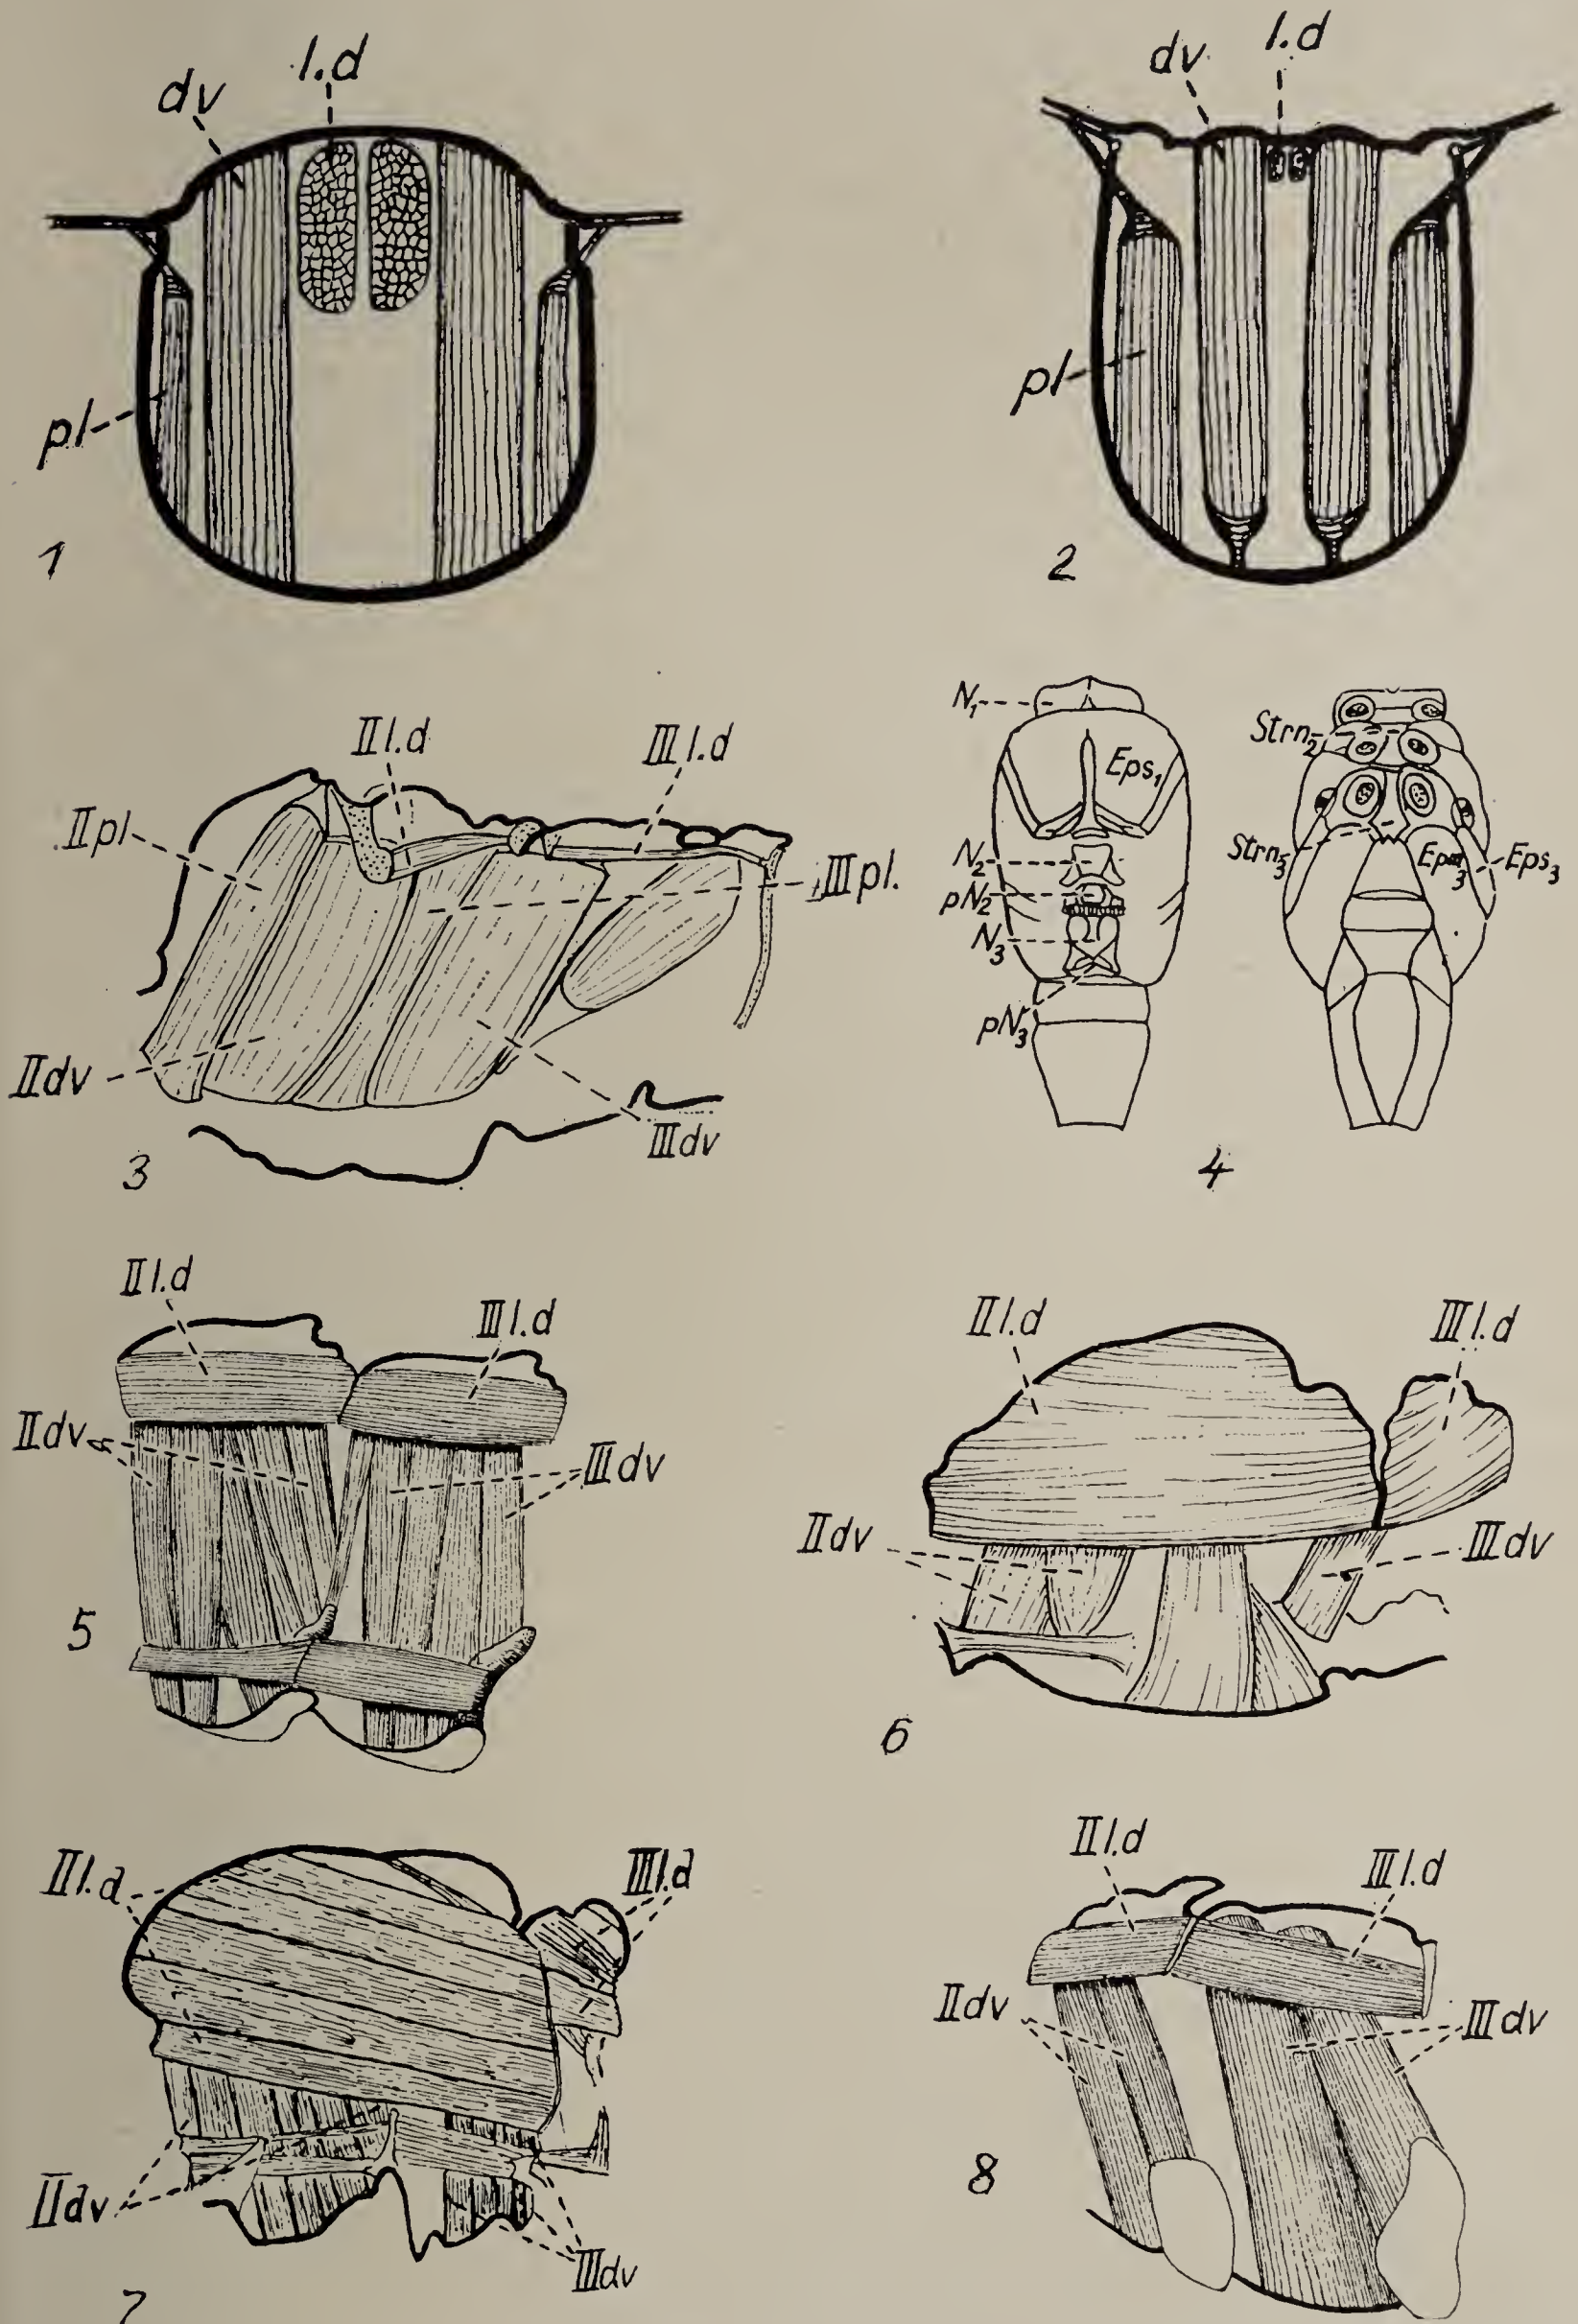 l.d
dv
pl
1
l.d
dv
pl
2
II l.d
III l.d
II pl
III pl.
II dv
III dv
3
N₁
Eps₁
N₂
pN₂
N₃
pN₃
Strn₂
Strn₃
Epm₃
Eps₃
4
II l.d
III l.d
II dv
III dv
5
II l.d
III l.d
II dv
III dv
6
II l.d
III l.d
II dv
III dv
7
II l.d
III l.d
II dv
III dv
8